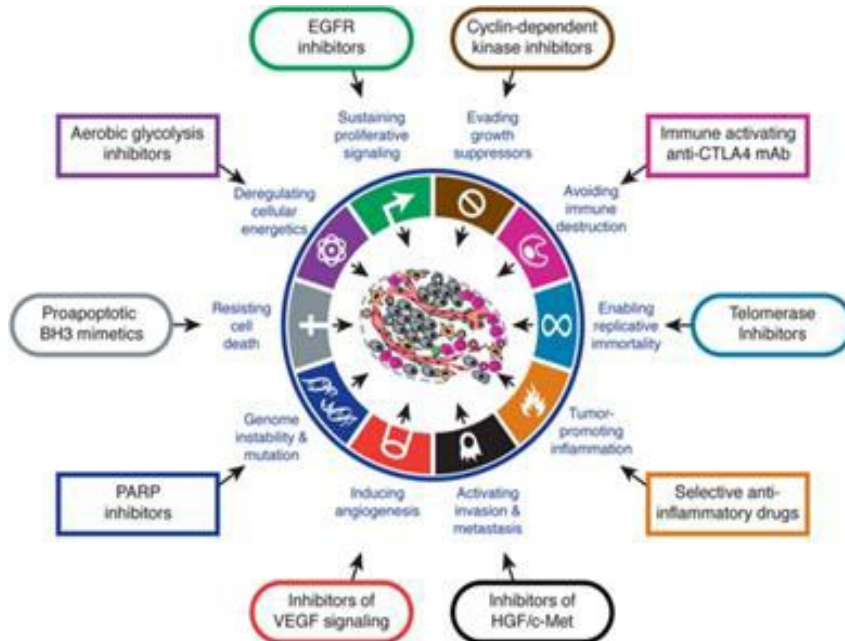 EGFR
inhibitors
Cyclin-dependent
kinase inhibitors
Sustaining
proliferative
signaling
Evading
growth
suppressors
Aerobic glycolysis
inhibitors
Immune activating
anti-CTLA4 mAb
Deregulating
cellular
energetics
Avoiding
immune
destruction
Proapoptotic
BH3 mimetics
Resisting
cell
death
Enabling
replicative
immortality
Telomerase
Inhibitors
Genome
instability &
mutation
Tumor-
promoting
inflammation
PARP
inhibitors
Inducing
angiogenesis
Activating
invasion &
metastasis
Selective anti-
inflammatory drugs
Inhibitors of
VEGF signaling
Inhibitors of
HGF/c-Met